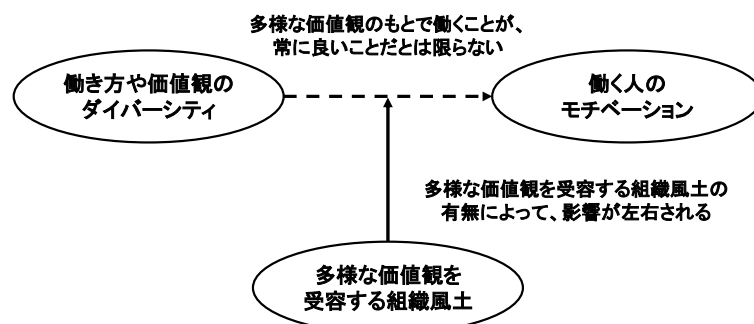 多様な価値観のもとで働くことが、
常に良いことだとは限らない
働き方や価値観の
ダイバーシティ
働く人の
モチベーション
多様な価値観を受容する組織風土の
有無によって、影響が左右される
多様な価値観を
受容する組織風土